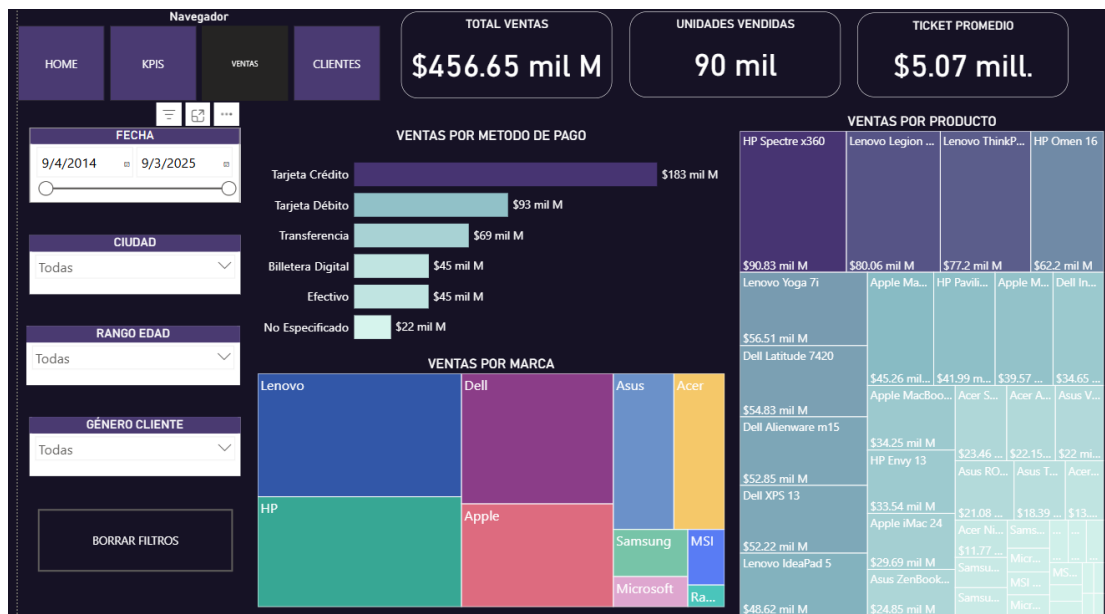 Navegador
HOME
KPIS
VENTAS
CLIENTES
TOTAL VENTAS
$456.65 mil M
UNIDADES VENDIDAS
90 mil
TICKET PROMEDIO
$5.07 mill.
FECHA
9/4/2014
9/3/2025
CIUDAD
Todas
RANGO EDAD
Todas
GÉNERO CLIENTE
Todas
BORRAR FILTROS
VENTAS POR METODO DE PAGO
Tarjeta Crédito
$183 mil M
Tarjeta Débito
$93 mil M
Transferencia
$69 mil M
Billetera Digital
$45 mil M
Efectivo
$45 mil M
No Especificado
$22 mil M
VENTAS POR MARCA
Lenovo
HP
Dell
Apple
Asus
Acer
Samsung
MSI
Microsoft
Ra...
VENTAS POR PRODUCTO
HP Spectre x360
$90.83 mil M
Lenovo Legion ...
$80.06 mil M
Lenovo ThinkP...
$77.2 mil M
HP Omen 16
$62.2 mil M
Lenovo Yoga 7i
$56.51 mil M
Dell Latitude 7420
$54.83 mil M
Dell Alienware m15
$52.85 mil M
Dell XPS 13
$52.22 mil M
Lenovo IdeaPad 5
$48.62 mil M
Apple Ma...
$45.26 mil...
HP Pavili...
$41.99 m...
Apple M...
$39.57 ...
Dell In...
$34.65 ...
Apple MacBoo...
$34.25 mil M
HP Envy 13
$33.54 mil M
Apple iMac 24
$29.69 mil M
Asus ZenBook...
$24.85 mil M
Acer S...
$23.46 ...
Acer A...
$22.15...
Asus V...
$22 mi...
Asus RO...
$21.08 ...
Asus T...
$18.39 ...
Acer...
$13....
Acer Ni...
$11.77 ...
Sams...
Micr...
MSI ...
Samsu...
Samsu...
Micr...
MS...